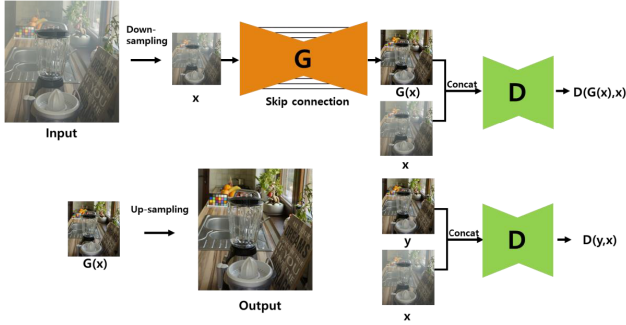 Down-
sampling
Input
x
G
Skip connection
G(x)
x
Concat
D
D(G(x),x)
G(x)
Up-sampling
Output
y
x
Concat
D
D(y,x)